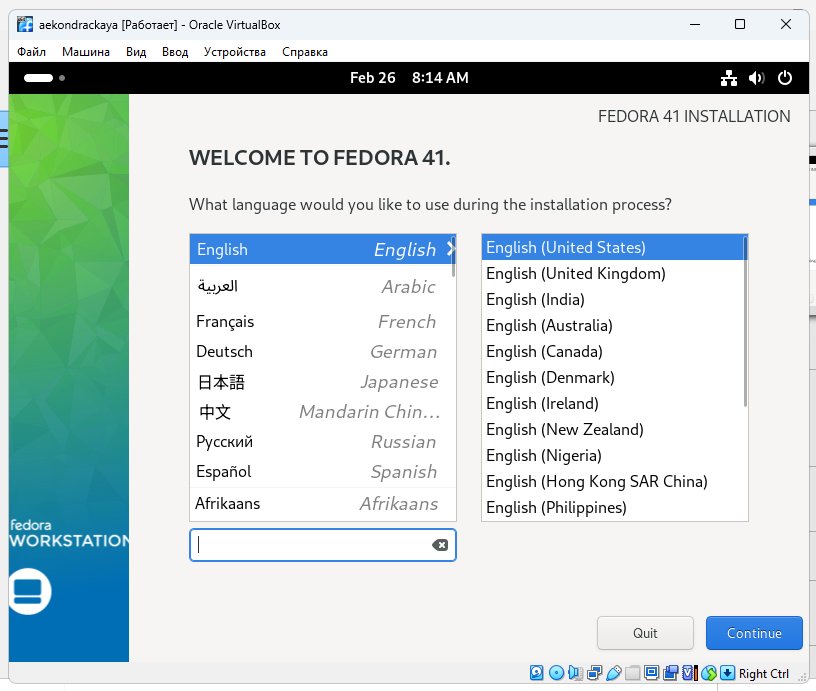 aekondrackaya [Работает] - Oracle VirtualBox
Файл Машина Вид Ввод Устройства Справка
Feb 26 8:14 AM
FEDORA 41 INSTALLATION
WELCOME TO FEDORA 41.
What language would you like to use during the installation process?
English English
العربية Arabic
Français French
Deutsch German
日本語 Japanese
中文 Mandarin Chin…
Русский Russian
Español Spanish
Afrikaans Afrikaans
English (United States)
English (United Kingdom)
English (India)
English (Australia)
English (Canada)
English (Denmark)
English (Ireland)
English (New Zealand)
English (Nigeria)
English (Hong Kong SAR China)
English (Philippines)
fedora
WORKSTATION
Quit Continue
Right Ctrl